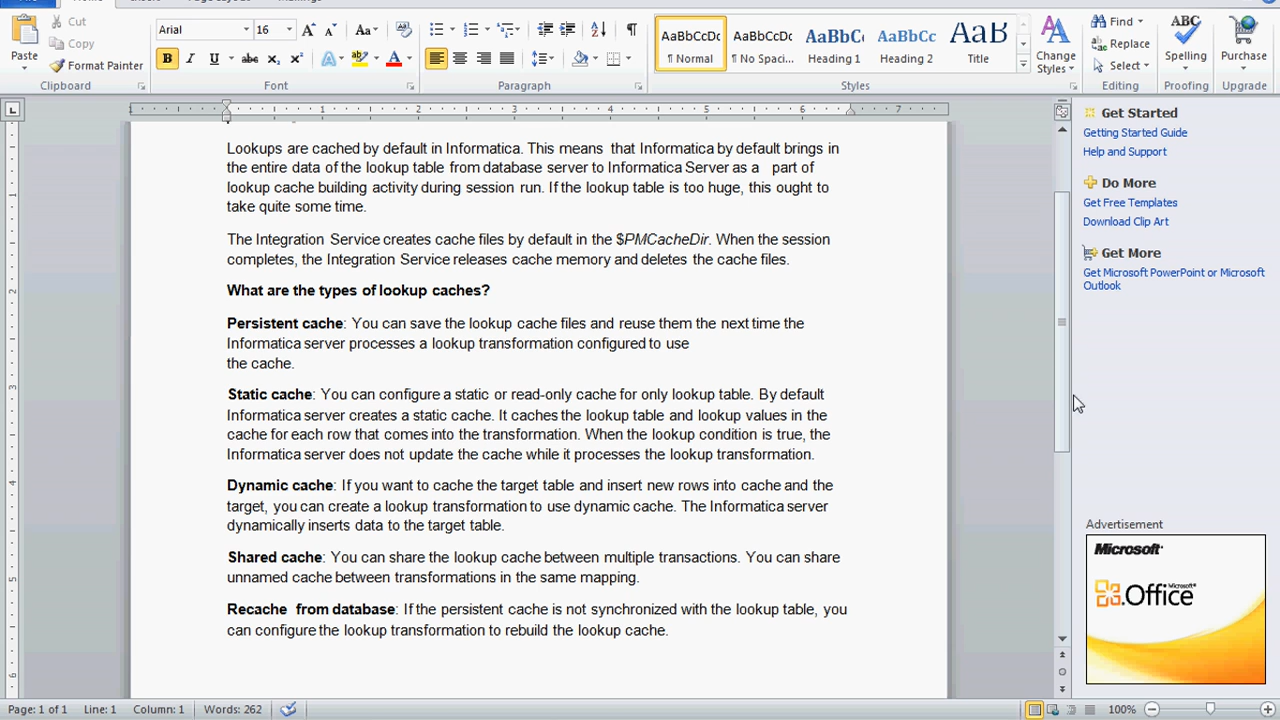 Cut
Copy
Paste
Format Painter
Clipboard
Arial
16
Aa
B I U abc x₂ x²
Font
Paragraph
AaBbCcDc AaBbCcDc AaBbC AaBbCc AaB
¶ Normal ¶ No Spaci... Heading 1 Heading 2 Title
Change
Styles
Styles
Find
Replace
Select
Editing
ABC
Spelling
Proofing
Purchase
Upgrade
1 2 3 4 5 6 7
Lookups are cached by default in Informatica. This means that Informatica by default brings in
the entire data of the lookup table from database server to Informatica Server as a part of
lookup cache building activity during session run. If the lookup table is too huge, this ought to
take quite some time.
The Integration Service creates cache files by default in the $PMCacheDir. When the session
completes, the Integration Service releases cache memory and deletes the cache files.
What are the types of lookup caches?
Persistent cache: You can save the lookup cache files and reuse them the next time the
Informatica server processes a lookup transformation configured to use
the cache.
Static cache: You can configure a static or read-only cache for only lookup table. By default
Informatica server creates a static cache. It caches the lookup table and lookup values in the
cache for each row that comes into the transformation. When the lookup condition is true, the
Informatica server does not update the cache while it processes the lookup transformation.
Dynamic cache: If you want to cache the target table and insert new rows into cache and the
target, you can create a lookup transformation to use dynamic cache. The Informatica server
dynamically inserts data to the target table.
Shared cache: You can share the lookup cache between multiple transactions. You can share
unnamed cache between transformations in the same mapping.
Recache from database: If the persistent cache is not synchronized with the lookup table, you
can configure the lookup transformation to rebuild the lookup cache.
Get Started
Getting Started Guide
Help and Support
Do More
Get Free Templates
Download Clip Art
Get More
Get Microsoft PowerPoint or Microsoft
Outlook
Advertisement
Microsoft
Microsoft
Office
Page: 1 of 1 Line: 1 Column: 1 Words: 262 100%